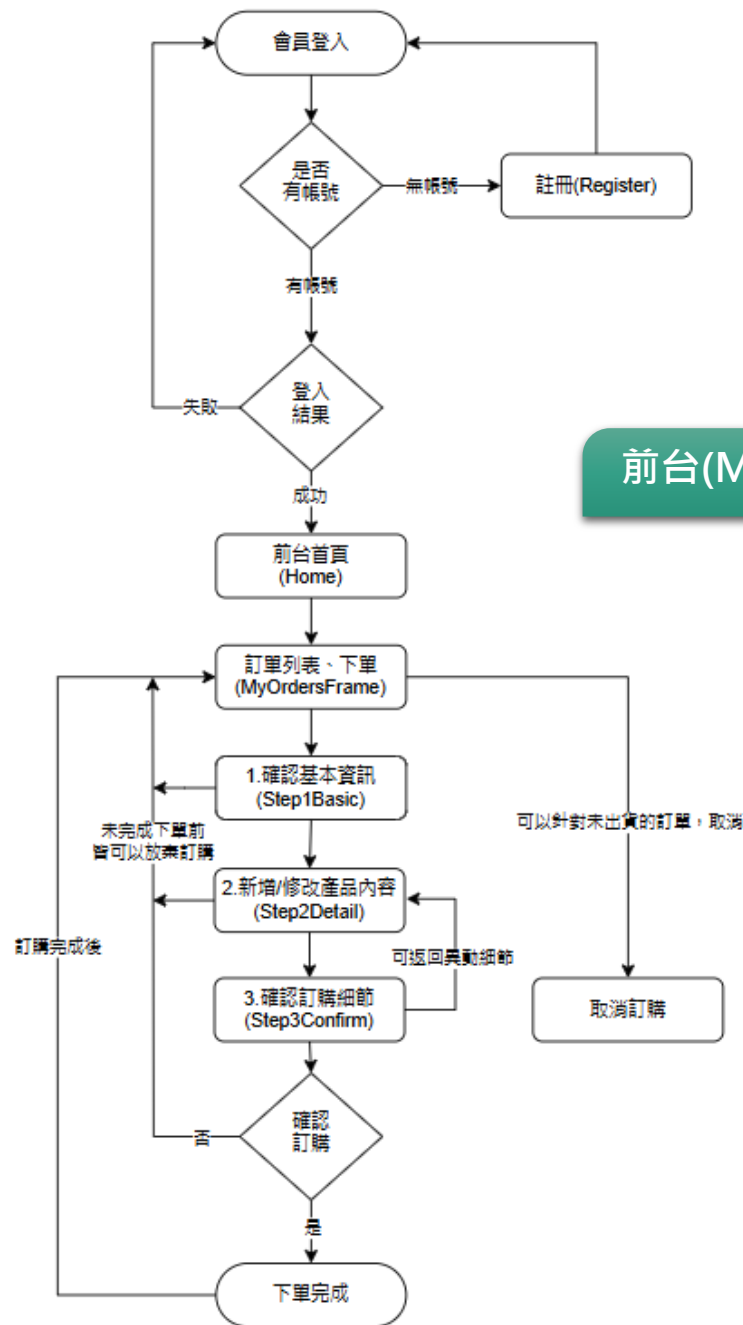 會員登入
是否
有帳號
無帳號
註冊(Register)
有帳號
登入
結果
失敗
成功
前台(M
前台首頁
(Home)
訂單列表、下單
(MyOrdersFrame)
1.確認基本資訊
(Step1Basic)
未完成下單前
皆可以放棄訂購
可以針對未出貨的訂單，取消
2.新增/修改產品內容
(Step2Detail)
訂購完成後
可返回異動細節
3.確認訂購細節
(Step3Confirm)
取消訂購
確認
訂購
否
是
下單完成